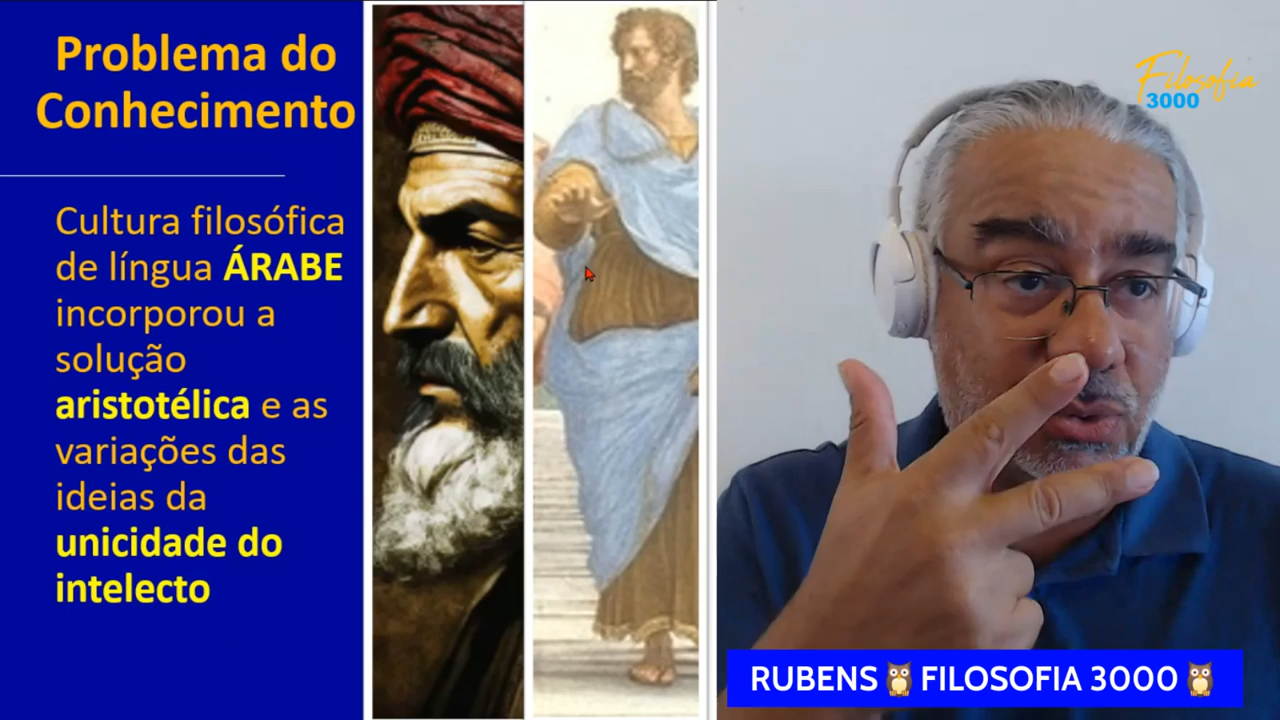 Problema do
Conhecimento
Cultura filosófica
de língua ÁRABE
incorporou a
solução
aristotélica e as
variações das
ideias da
unicidade do
intelecto
Filosofia
3000
RUBENS🦉FILOSOFIA 3000🦉